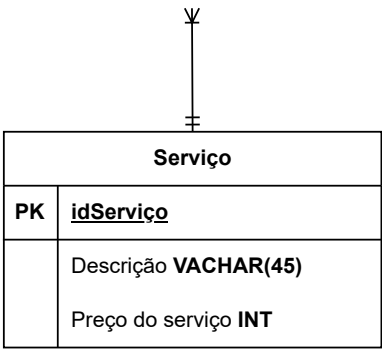 Serviço
PK idServiço
Descrição VACHAR(45)
Preço do serviço INT